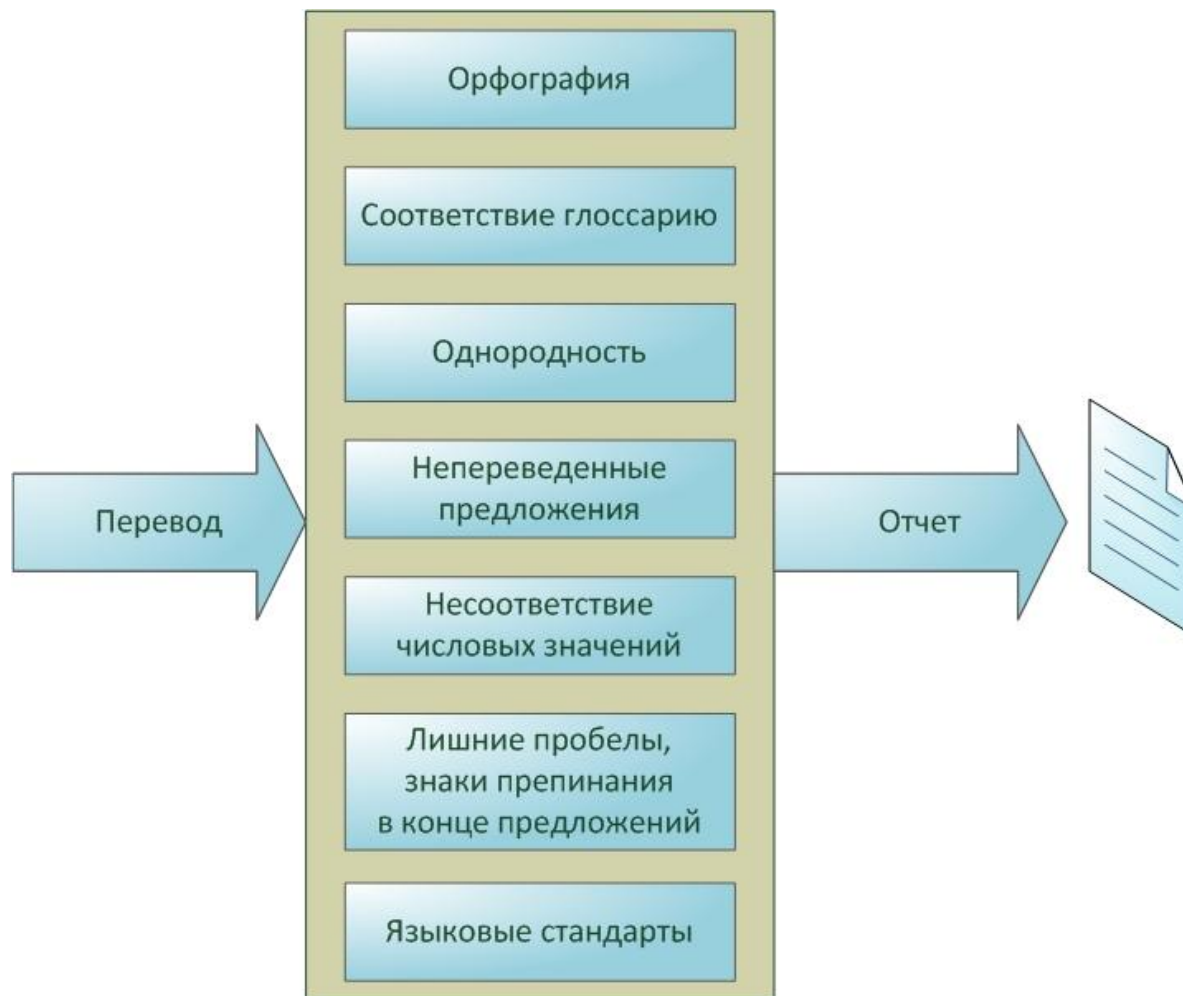 Орфография
Соответствие глоссарию
Однородность
Непереведенные
предложения
Перевод
Отчет
Несоответствие
числовых значений
Лишние пробелы,
знаки препинания
в конце предложений
Языковые стандарты